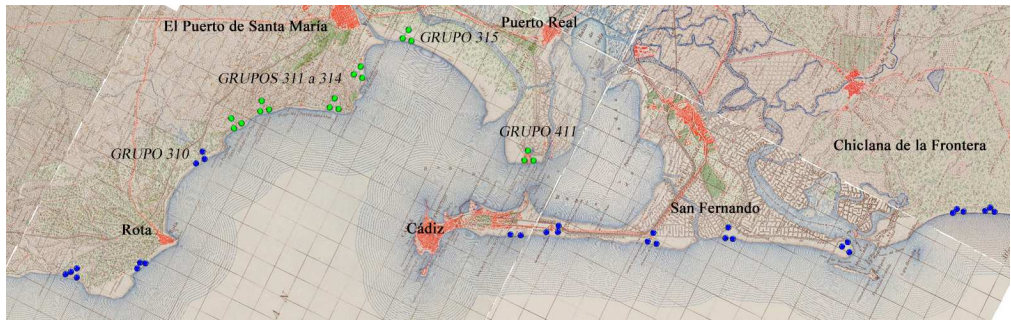 El Puerto de Santa María
Puerto Real
GRUPO 315
GRUPOS 311 a 314
GRUPO 411
GRUPO 310
Chiclana de la Frontera
San Fernando
Rota
Cádiz